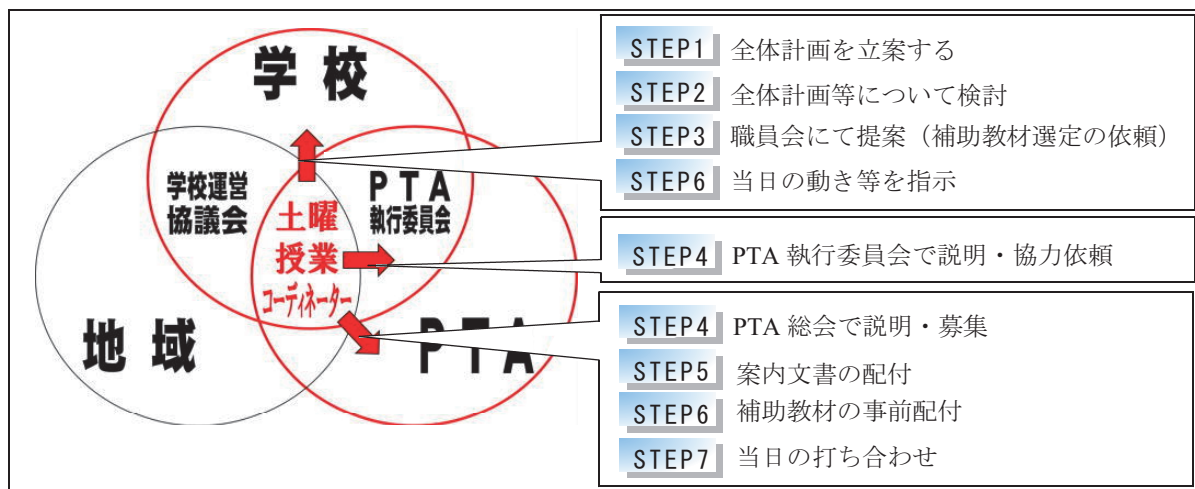 学校
学校運営
協議会
PTA
執行委員会
土曜
授業
コーディネーター
地域
PTA
STEP1 全体計画を立案する
STEP2 全体計画等について検討
STEP3 職員会にて提案（補助教材選定の依頼）
STEP6 当日の動き等を指示
STEP4 PTA 執行委員会で説明・協力依頼
STEP4 PTA 総会で説明・募集
STEP5 案内文書の配付
STEP6 補助教材の事前配付
STEP7 当日の打ち合わせ